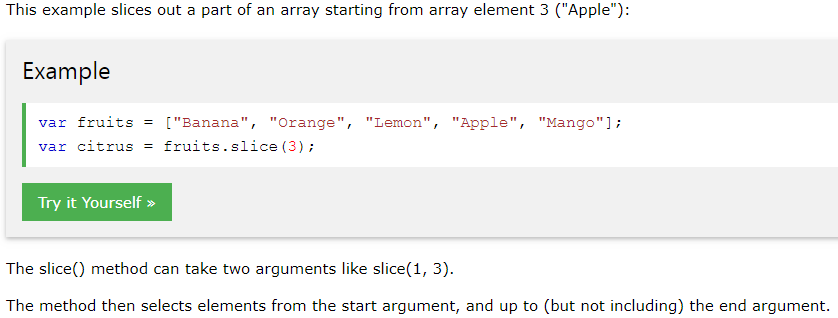 This example slices out a part of an array starting from array element 3 ("Apple"):
Example
var fruits = ["Banana", "Orange", "Lemon", "Apple", "Mango"];
var citrus = fruits.slice(3);
Try it Yourself »
The slice() method can take two arguments like slice(1, 3).
The method then selects elements from the start argument, and up to (but not including) the end argument.